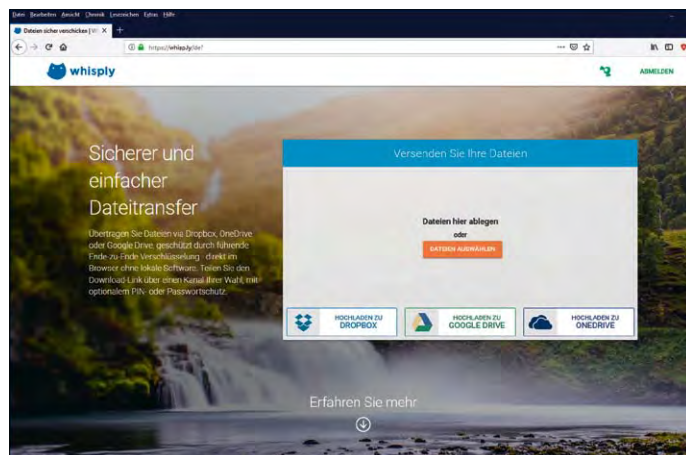 Datei Bearbeiten Ansicht Chronik Lesezeichen Extras Hilfe
Dateien sicher verschicken | W
https://whisp.ly/de?
whisply
ABMELDEN
Sicherer und
einfacher
Dateitransfer
Übertragen Sie Dateien via Dropbox, OneDrive
oder Google Drive, geschützt durch führende
Ende-zu-Ende Verschlüsselung - direkt im
Browser ohne lokale Software. Teilen Sie den
Download-Link über einen Kanal Ihrer Wahl, mit
optionalem PIN- oder Passwortschutz.
Versenden Sie Ihre Dateien
Dateien hier ablegen
oder
DATEIEN AUSWÄHLEN
HOCHLADEN ZU
DROPBOX
HOCHLADEN ZU
GOOGLE DRIVE
HOCHLADEN ZU
ONEDRIVE
Erfahren Sie mehr